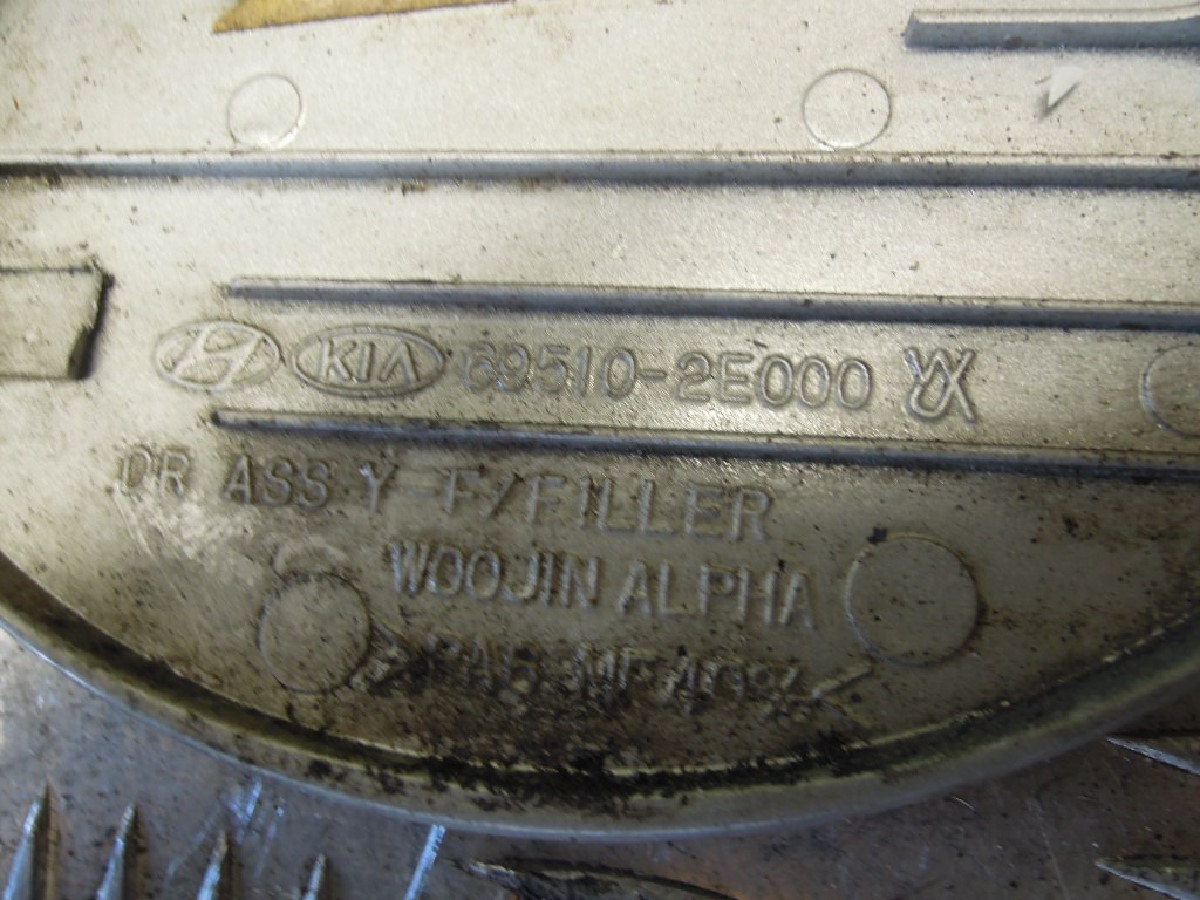 KIA 69510-2E000
DR ASS Y-F/FILLER
WOOJIN ALPHA